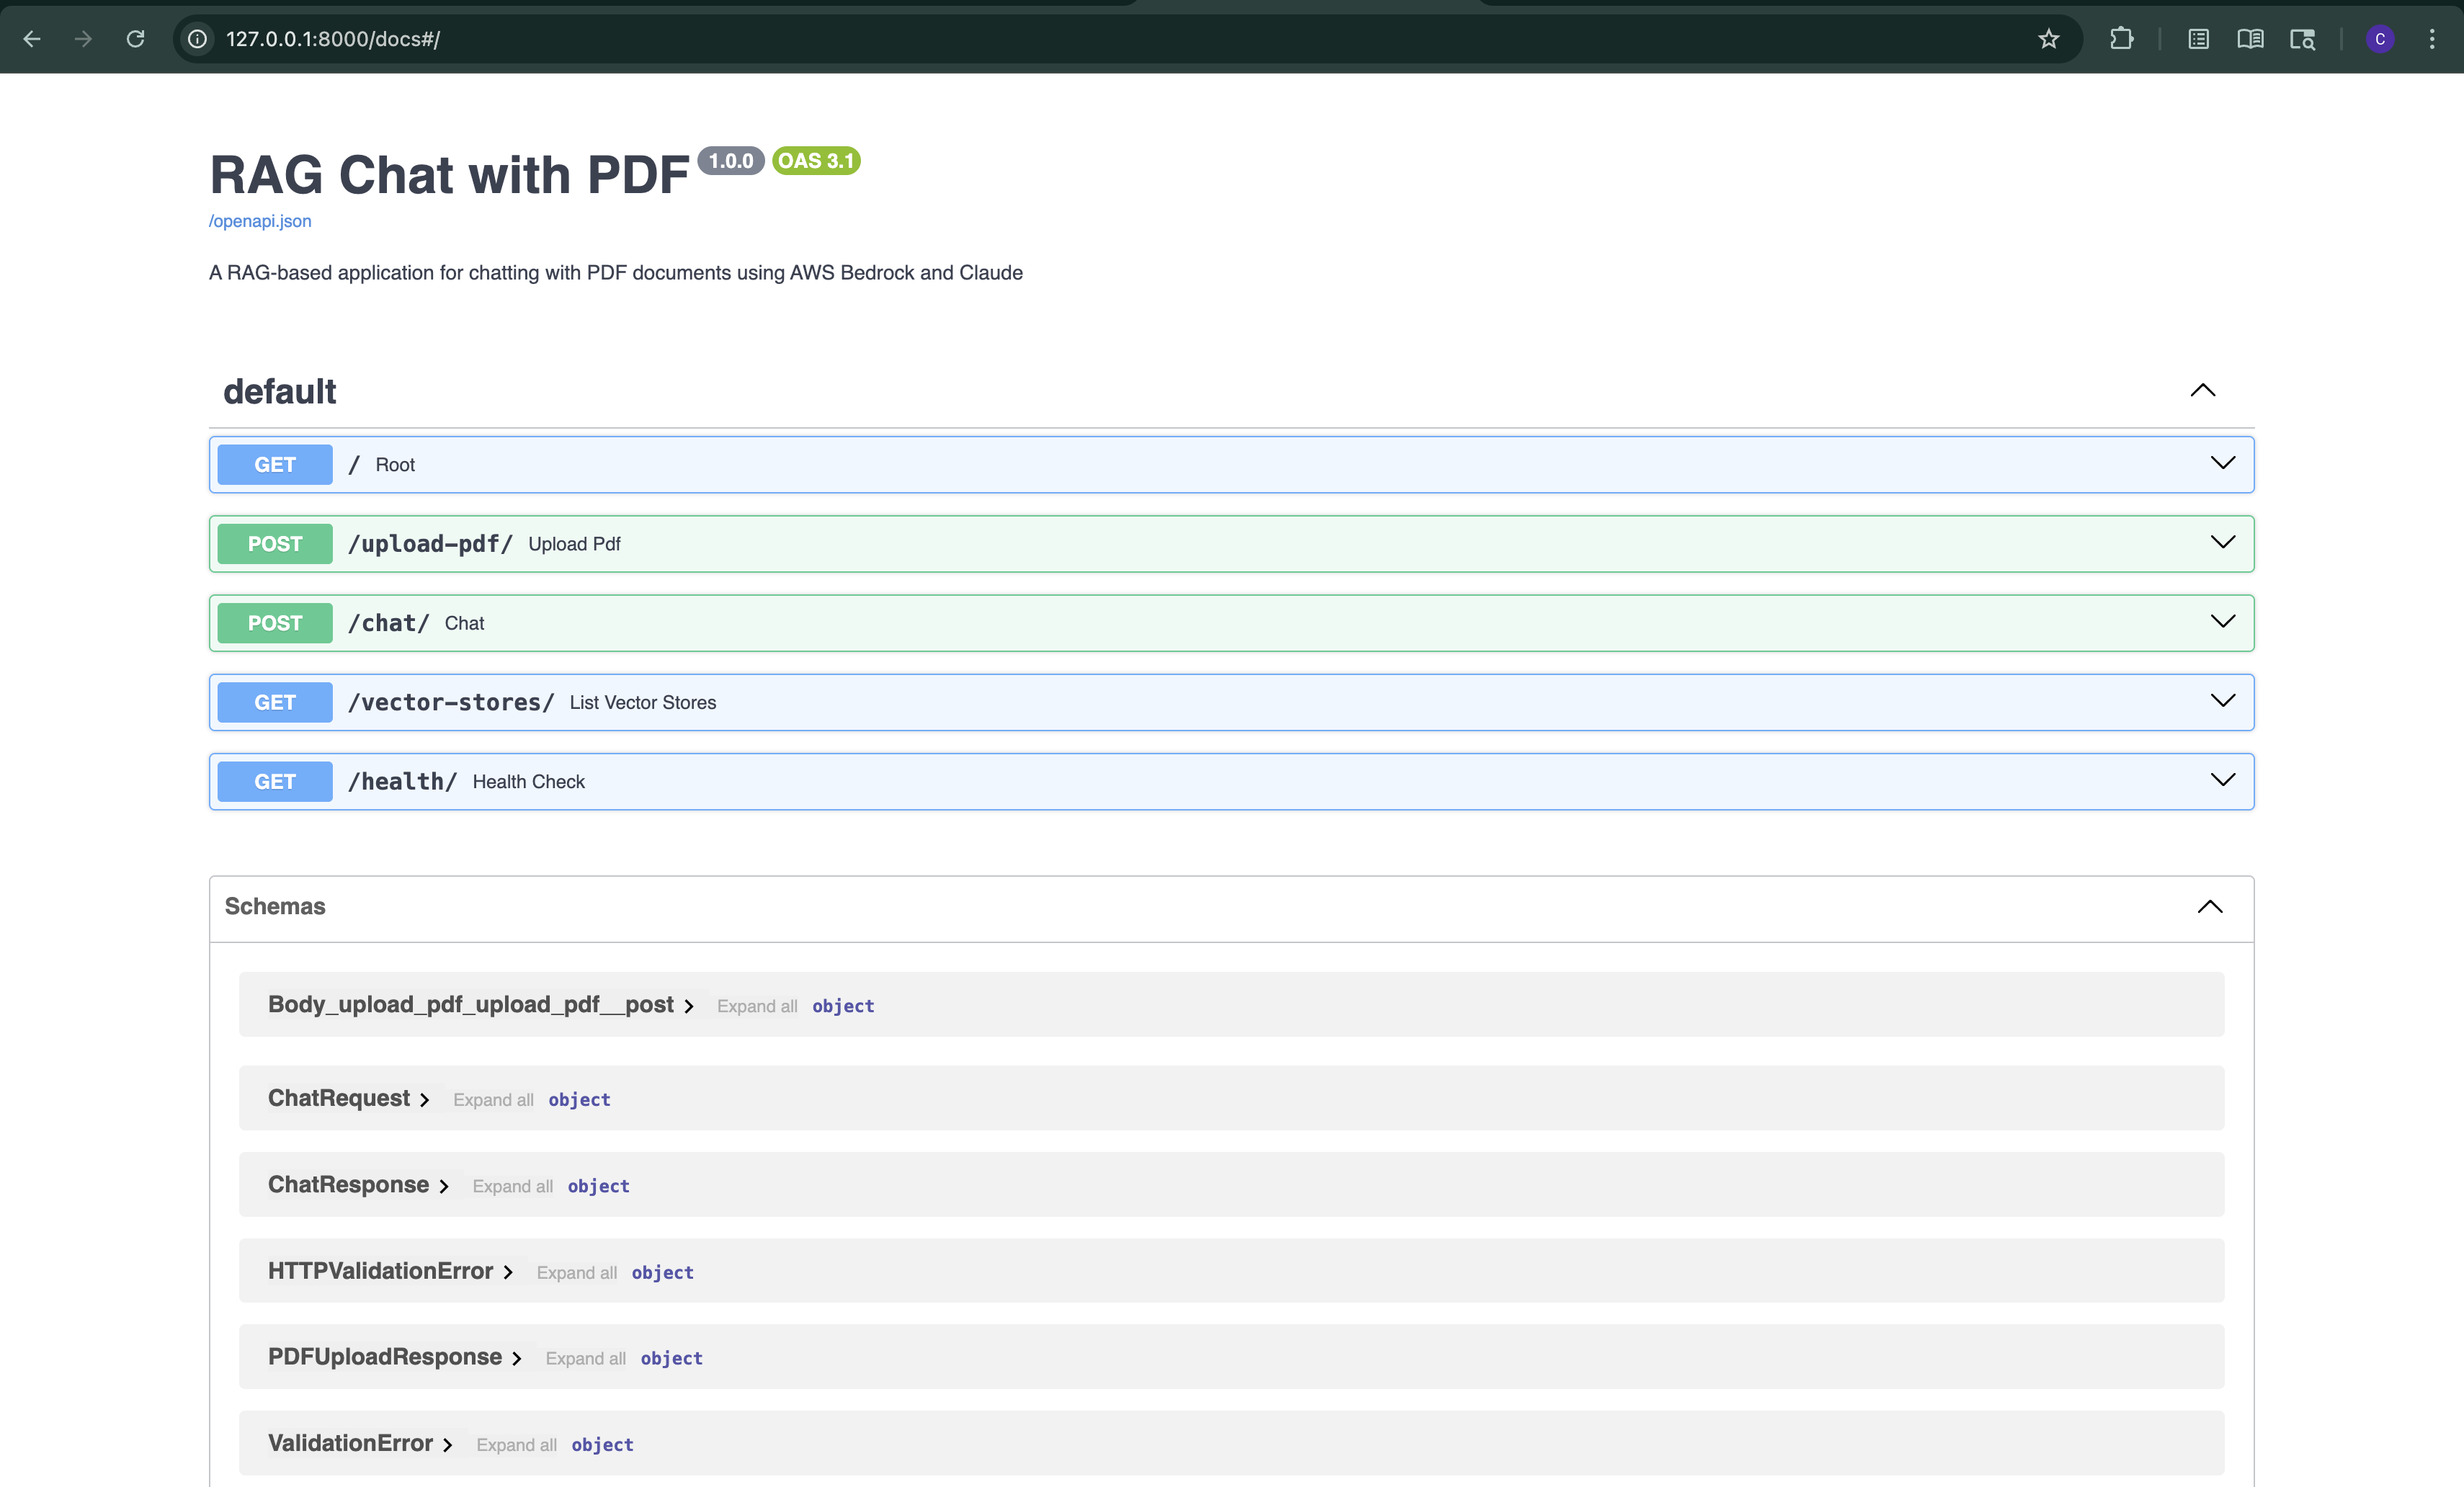 127.0.0.1:8000/docs#/
C
RAG Chat with PDF 1.0.0 OAS 3.1
/openapi.json
A RAG-based application for chatting with PDF documents using AWS Bedrock and Claude
default
GET / Root
POST /upload-pdf/ Upload Pdf
POST /chat/ Chat
GET /vector-stores/ List Vector Stores
GET /health/ Health Check
Schemas
Body_upload_pdf_upload_pdf__post Expand all object
ChatRequest Expand all object
ChatResponse Expand all object
HTTPValidationError Expand all object
PDFUploadResponse Expand all object
ValidationError Expand all object